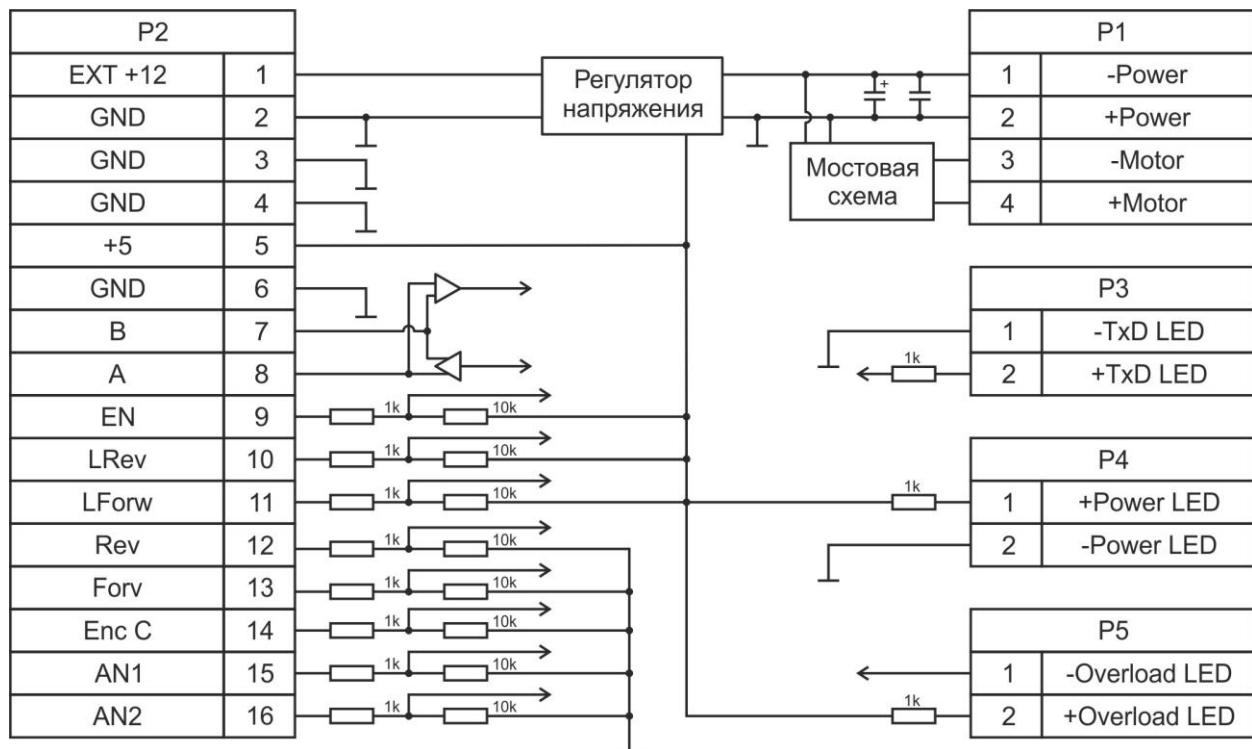 P2
EXT +12 1
GND 2
GND 3
GND 4
+5 5
GND 6
B 7
A 8
EN 9
LRev 10
LForw 11
Rev 12
Forv 13
Enc C 14
AN1 15
AN2 16
Регулятор
напряжения
+
Мостовая
схема
1k 10k
1k 10k
1k 10k
1k 10k
1k 10k
1k 10k
1k 10k
1k 10k
P1
1 -Power
2 +Power
3 -Motor
4 +Motor
P3
1 -TxD LED
1k
2 +TxD LED
P4
1k
1 +Power LED
2 -Power LED
P5
1 -Overload LED
1k
2 +Overload LED